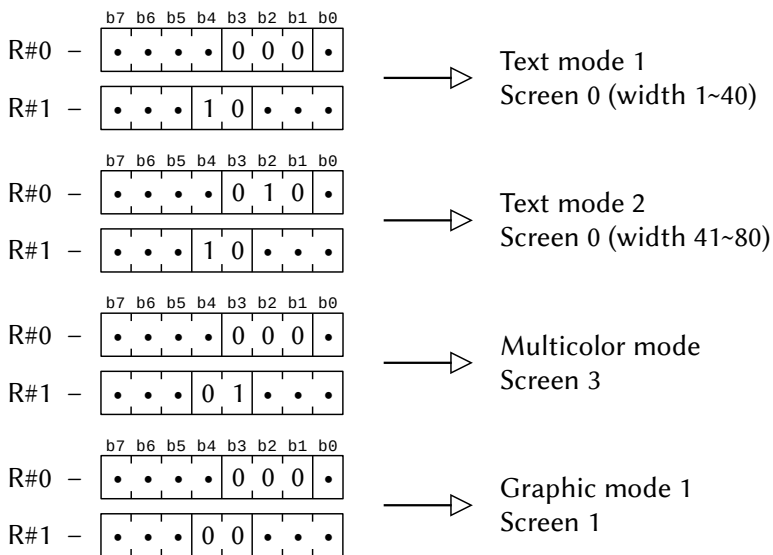 b7 b6 b5 b4 b3 b2 b1 b0
R#0 – • • • • 0 0 0 •
R#1 – • • • 1 0 • • •
Text mode 1
Screen 0 (width 1~40)
b7 b6 b5 b4 b3 b2 b1 b0
R#0 – • • • • 0 1 0 •
R#1 – • • • 1 0 • • •
Text mode 2
Screen 0 (width 41~80)
b7 b6 b5 b4 b3 b2 b1 b0
R#0 – • • • • 0 0 0 •
R#1 – • • • 0 1 • • •
Multicolor mode
Screen 3
b7 b6 b5 b4 b3 b2 b1 b0
R#0 – • • • • 0 0 0 •
R#1 – • • • 0 0 • • •
Graphic mode 1
Screen 1